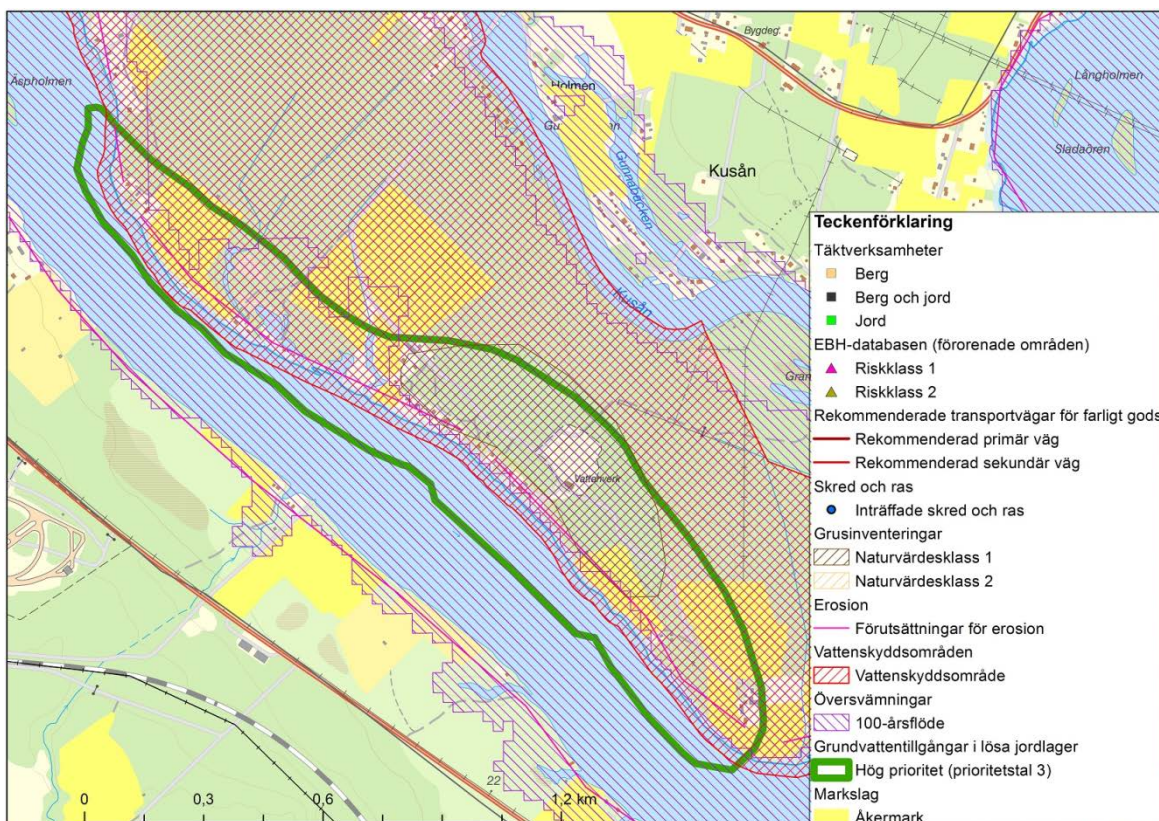 Äspholmen
Holmen
Gunnabäcken
Kusån
Kusån
Bygdeg.
Långholmen
Sladaören
Vattenverk
22
0
0,3
0,6
1,2 km
Teckenförklaring
Täktverksamheter
Berg
Berg och jord
Jord
EBH-databasen (förorenade områden)
Riskklass 1
Riskklass 2
Rekommenderade transportvägar för farligt gods
Rekommenderad primär väg
Rekommenderad sekundär väg
Skred och ras
Inträffade skred och ras
Grusinventeringar
Naturvärdesklass 1
Naturvärdesklass 2
Erosion
Förutsättningar för erosion
Vattenskyddsområden
Vattenskyddsområde
Översvämningar
100-årsflöde
Grundvattentillgångar i lösa jordlager
Hög prioritet (prioritetstal 3)
Markslag
Åkermark